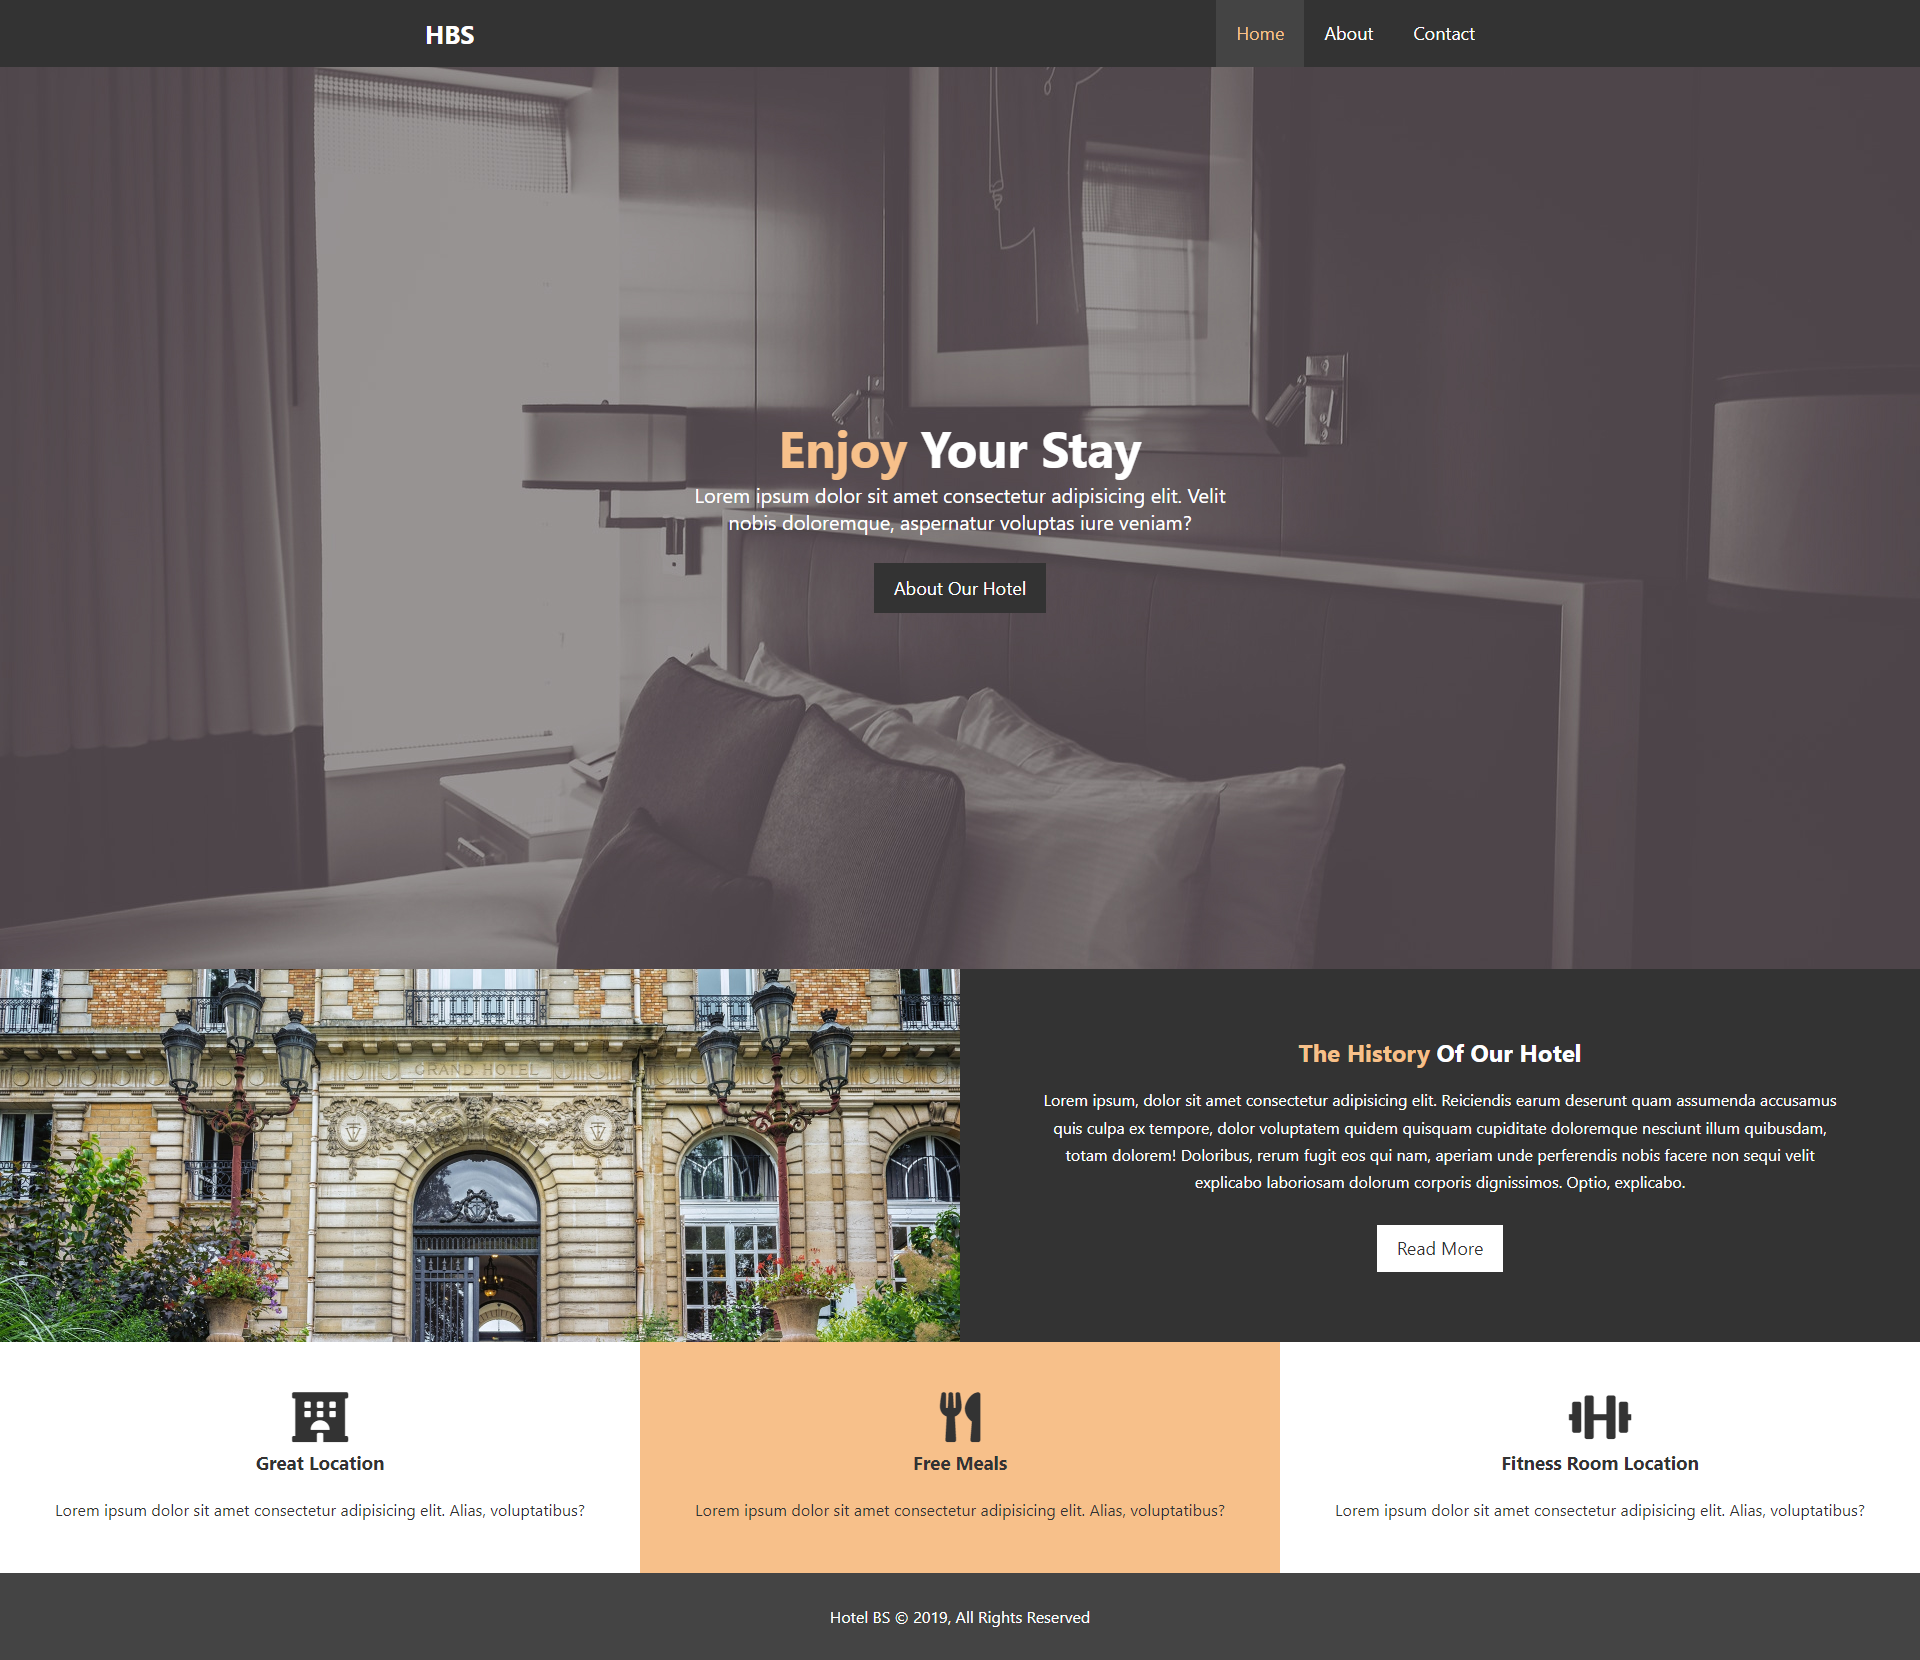 HBS
Home About Contact
Enjoy Your Stay
Lorem ipsum dolor sit amet consectetur adipisicing elit. Velit
nobis doloremque, aspernatur voluptas iure veniam?
About Our Hotel
GRAND HOTEL
The History Of Our Hotel
Lorem ipsum, dolor sit amet consectetur adipisicing elit. Reiciendis earum deserunt quam assumenda accusamus
quis culpa ex tempore, dolor voluptatem quidem quisquam cupiditate doloremque nesciunt illum quibusdam,
totam dolorem! Doloribus, rerum fugit eos qui nam, aperiam unde perferendis nobis facere non sequi velit
explicabo laboriosam dolorum corporis dignissimos. Optio, explicabo.
Read More
Great Location
Lorem ipsum dolor sit amet consectetur adipisicing elit. Alias, voluptatibus?
Free Meals
Lorem ipsum dolor sit amet consectetur adipisicing elit. Alias, voluptatibus?
Fitness Room Location
Lorem ipsum dolor sit amet consectetur adipisicing elit. Alias, voluptatibus?
Hotel BS © 2019, All Rights Reserved